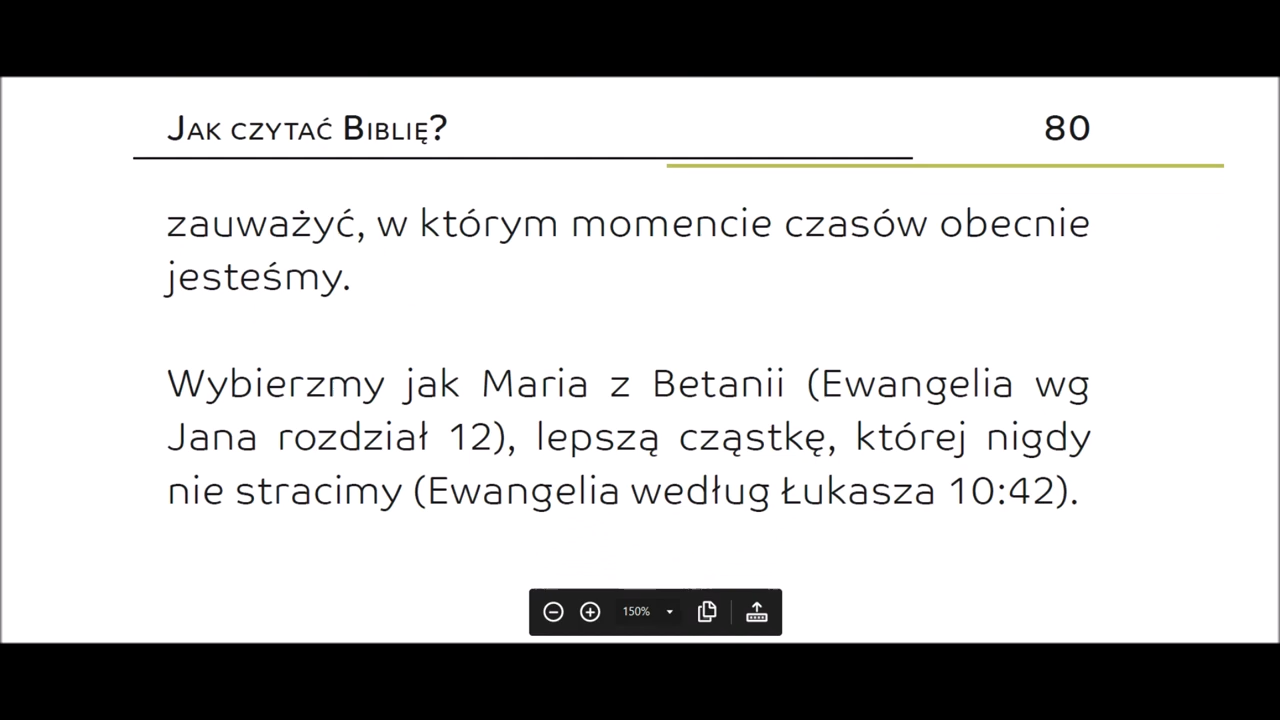 Jak czytać Biblię? 80
zauważyć, w którym momencie czasów obecnie
jesteśmy.
Wybierzmy jak Maria z Betanii (Ewangelia wg
Jana rozdział 12), lepszą cząstkę, której nigdy
nie stracimy (Ewangelia według Łukasza 10:42).
150%